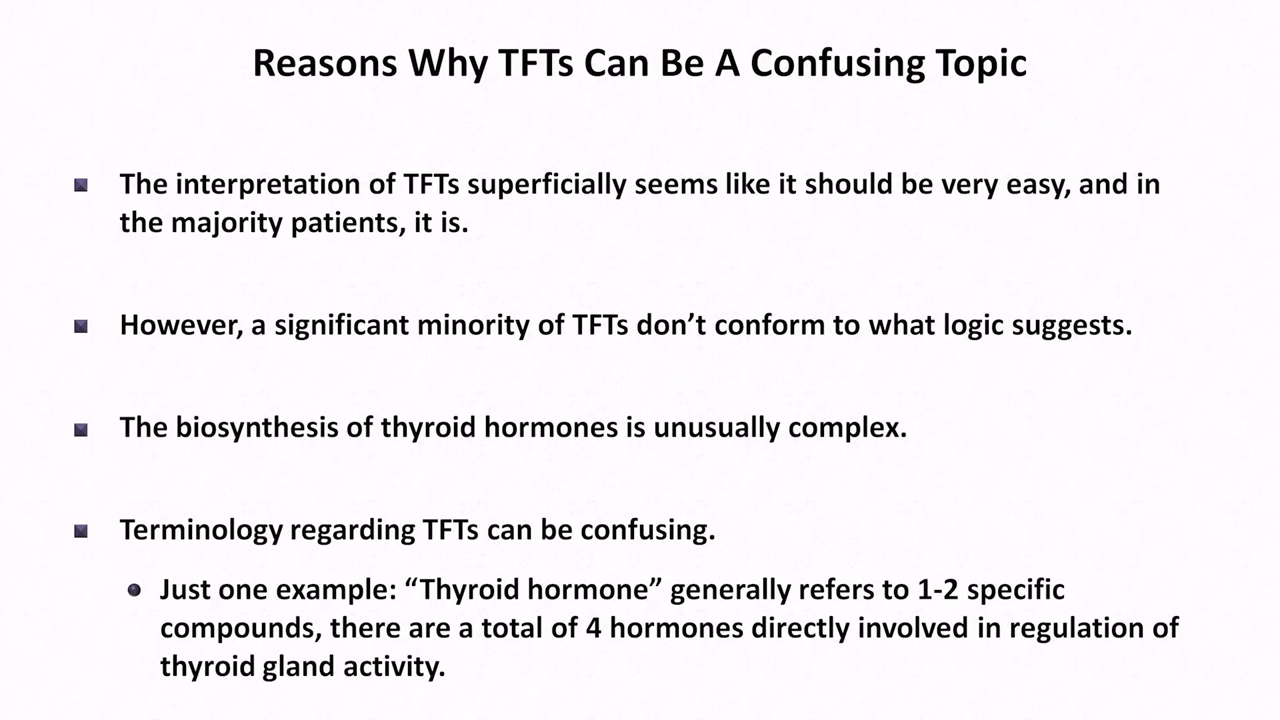 Reasons Why TFTs Can Be A Confusing Topic
The interpretation of TFTs superficially seems like it should be very easy, and in
the majority patients, it is.
However, a significant minority of TFTs don’t conform to what logic suggests.
The biosynthesis of thyroid hormones is unusually complex.
Terminology regarding TFTs can be confusing.
Just one example: “Thyroid hormone” generally refers to 1-2 specific
compounds, there are a total of 4 hormones directly involved in regulation of
thyroid gland activity.